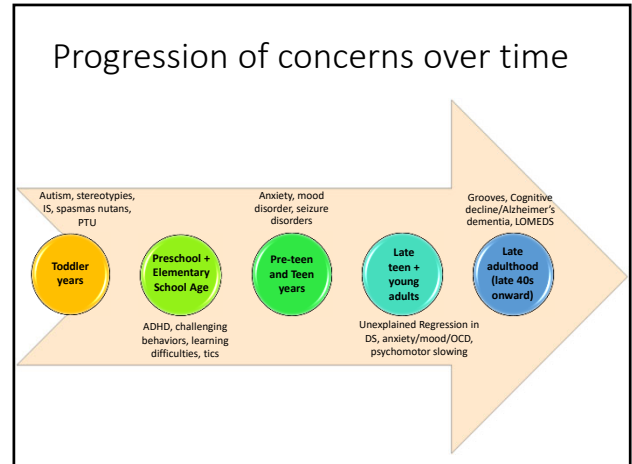 Progression of concerns over time
Autism, stereotypies,
IS, spasmas nutans,
PTU
Toddler
years
Preschool +
Elementary
School Age
ADHD, challenging
behaviors, learning
difficulties, tics
Anxiety, mood
disorder, seizure
disorders
Pre-teen
and Teen
years
Late
teen +
young
adults
Unexplained Regression in
DS, anxiety/mood/OCD,
psychomotor slowing
Grooves, Cognitive
decline/Alzheimer's
dementia, LOMEDS
Late
adulthood
(late 40s
onward)